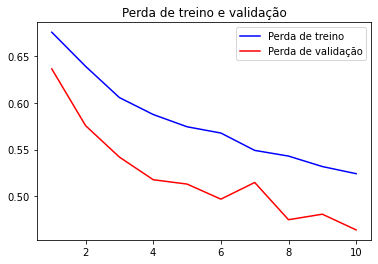 Perda de treino e validação
Perda de treino
Perda de validação
0.65
0.60
0.55
0.50
2 4 6 8 10